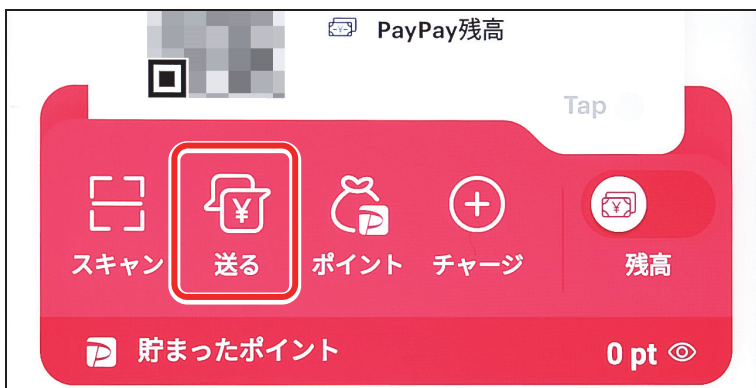 PayPay残高
Tap
スキャン
送る
ポイント
チャージ
残高
貯まったポイント
0 pt